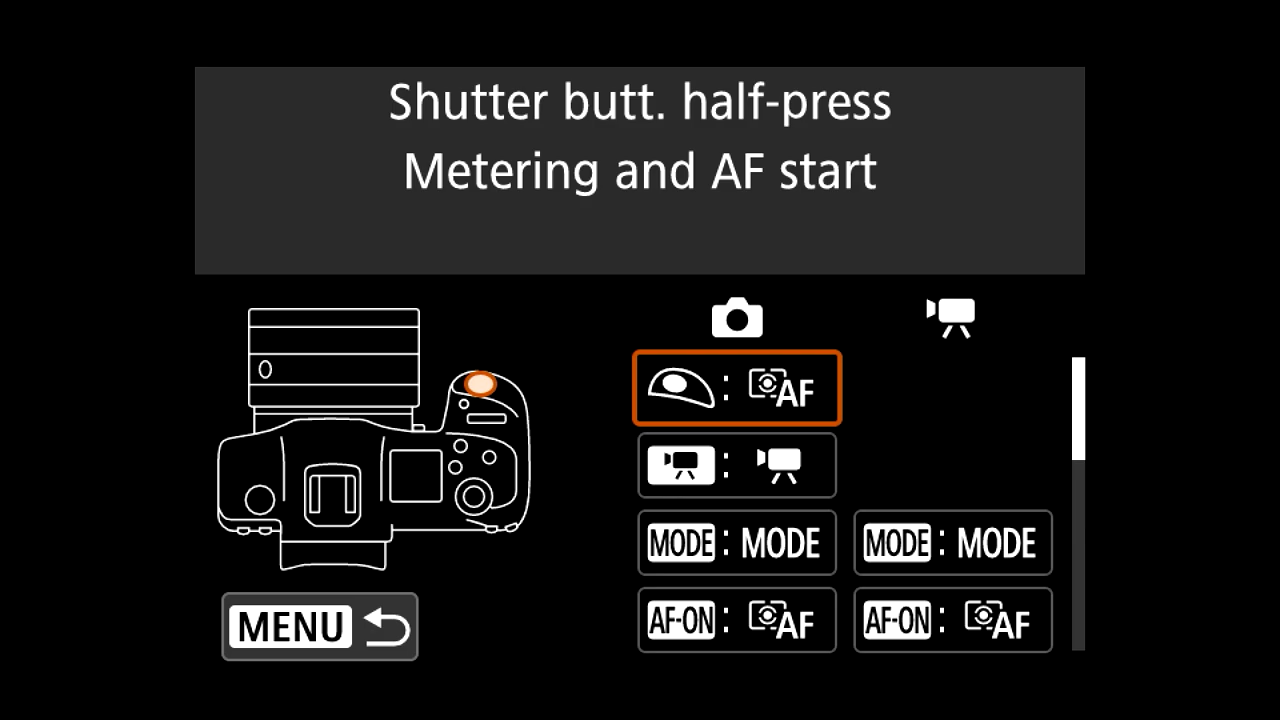 Shutter butt. half-press
Metering and AF start
: AF
:
MODE : MODE MODE : MODE
AF-ON : AF AF-ON : AF
MENU